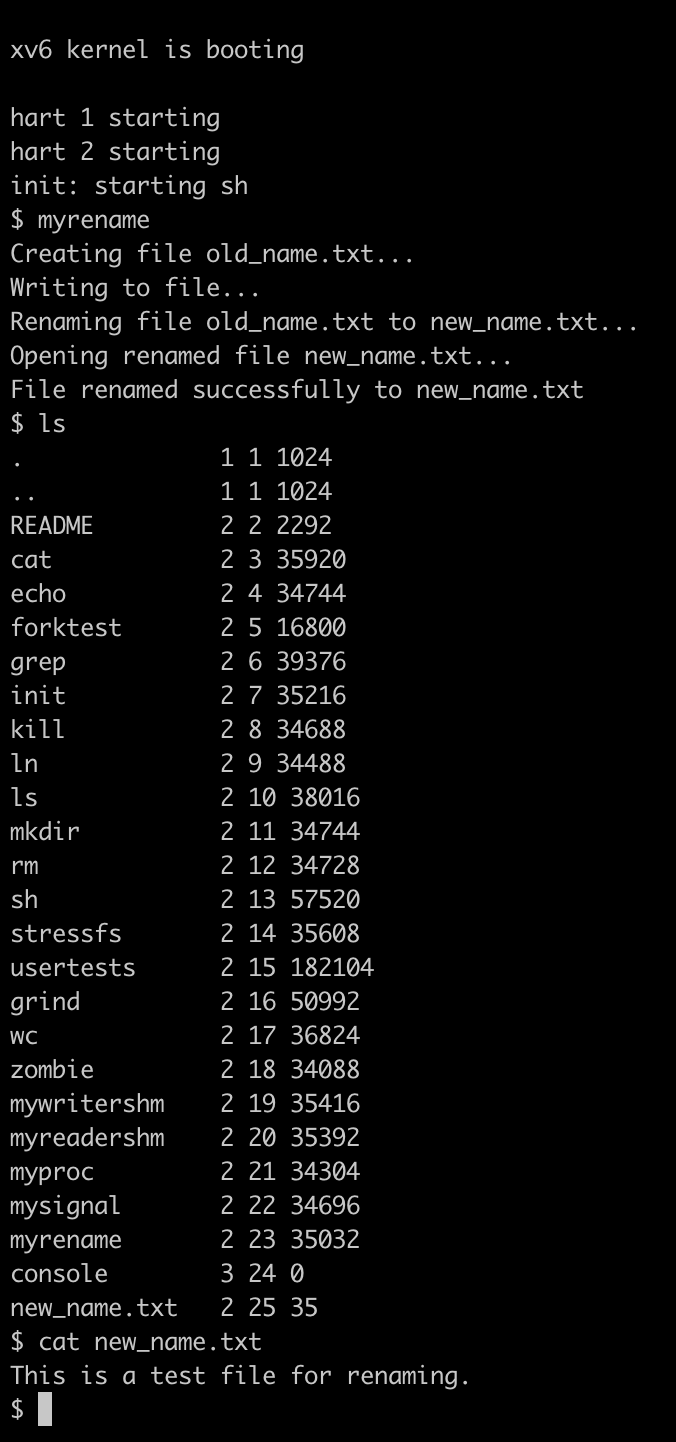 xv6 kernel is booting
hart 1 starting
hart 2 starting
init: starting sh
$ myrename
Creating file old_name.txt...
Writing to file...
Renaming file old_name.txt to new_name.txt...
Opening renamed file new_name.txt...
File renamed successfully to new_name.txt
$ ls
.              1 1 1024
..             1 1 1024
README         2 2 2292
cat            2 3 35920
echo           2 4 34744
forktest       2 5 16800
grep           2 6 39376
init           2 7 35216
kill           2 8 34688
ln             2 9 34488
ls             2 10 38016
mkdir          2 11 34744
rm             2 12 34728
sh             2 13 57520
stressfs       2 14 35608
usertests      2 15 182104
grind          2 16 50992
wc             2 17 36824
zombie         2 18 34088
mywritershm    2 19 35416
myreadershm    2 20 35392
myproc         2 21 34304
mysignal       2 22 34696
myrename       2 23 35032
console        3 24 0
new_name.txt   2 25 35
$ cat new_name.txt
This is a test file for renaming.
$